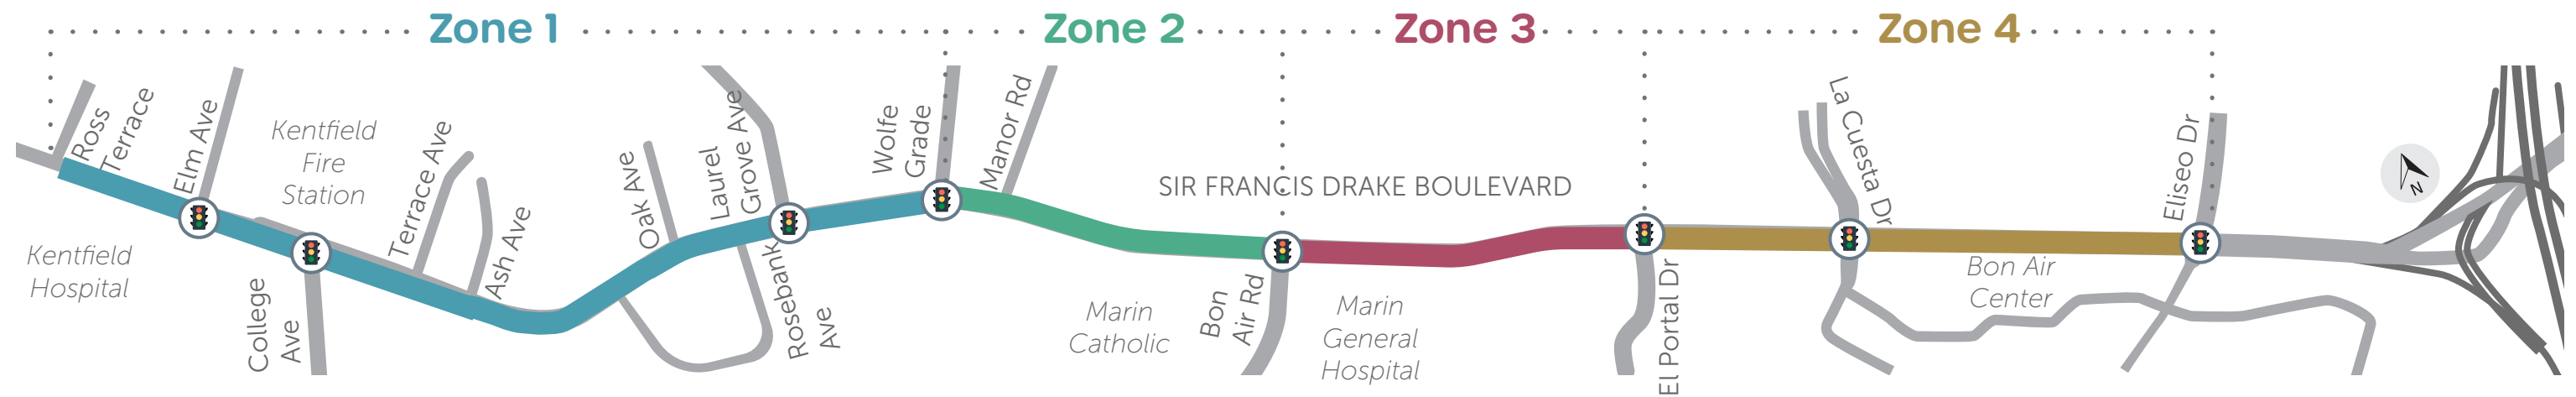 Zone 1
Zone 2
Zone 3
Zone 4
Ross
Terrace
Elm Ave
Kentfield
Fire
Station
Terrace Ave
Ash Ave
Kentfield
Hospital
College
Ave
Oak Ave
Laurel
Grove Ave
Rosebank
Ave
Wolfe
Grade
Manor Rd
SIR FRANCIS DRAKE BOULEVARD
Marin
Catholic
Bon
Air Rd
Marin
General
Hospital
El Portal Dr
La Cuesta Dr
Bon Air
Center
Eliseo Dr
N